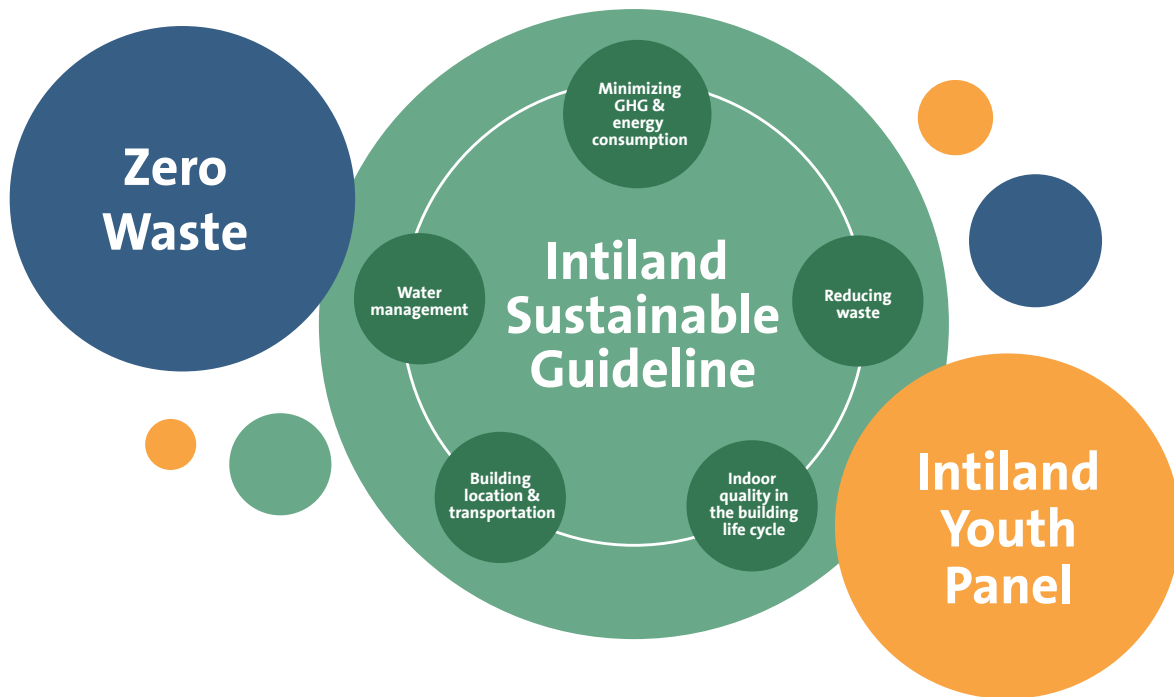 Zero
Waste
Minimizing
GHG &
energy
consumption
Water
management
Intiland
Sustainable
Guideline
Reducing
waste
Building
location &
transportation
Indoor
quality in
the building
life cycle
Intiland
Youth
Panel